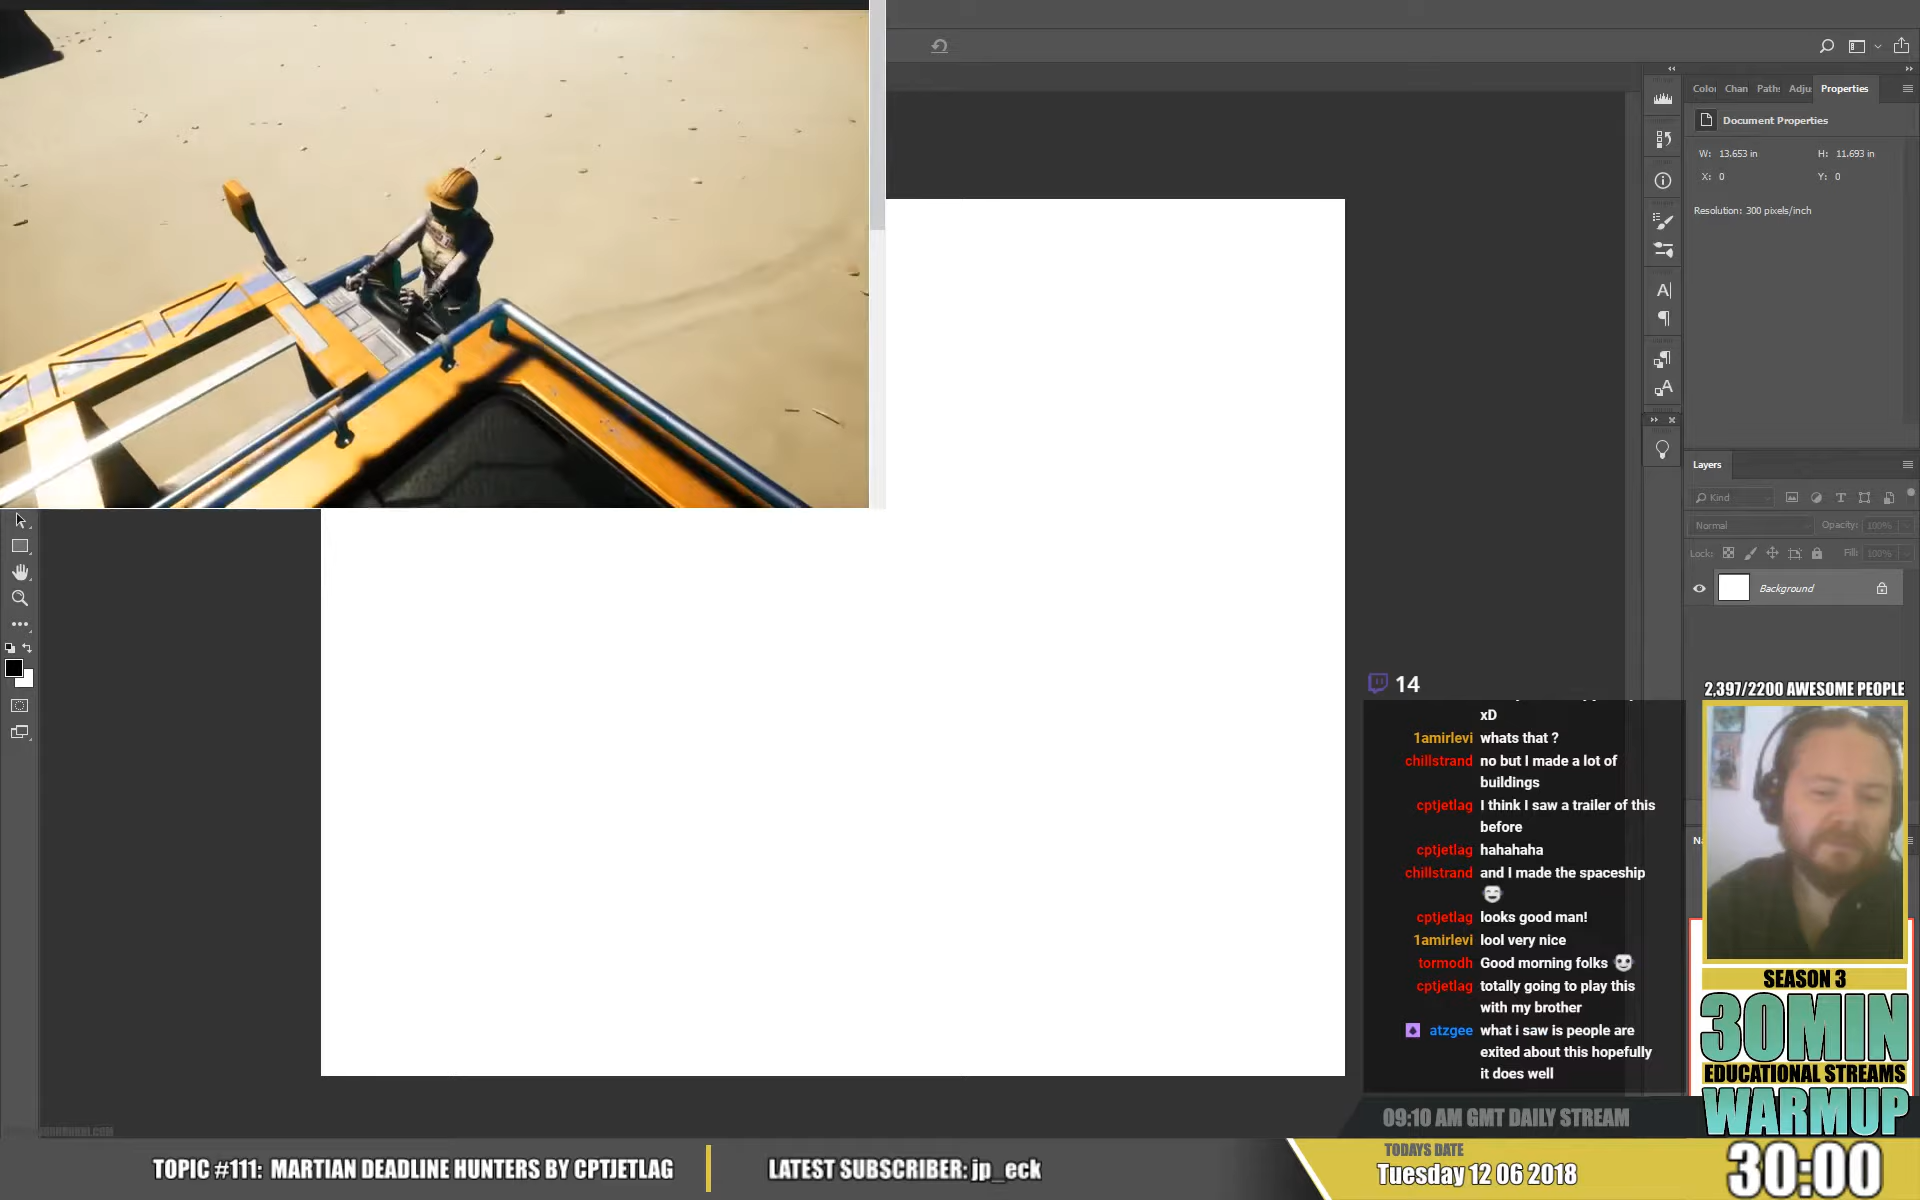 Color
Chan
Paths
Adju
Properties
Document Properties
W: 13.653 in
H: 11.693 in
X: 0
Y: 0
Resolution: 300 pixels/inch
Layers
Kind
Normal
Opacity: 100%
Lock:
Fill: 100%
Background
14
xD
1amirlevi whats that ?
chillstrand no but I made a lot of
buildings
cptjetlag I think I saw a trailer of this
before
cptjetlag hahahaha
chillstrand and I made the spaceship
cptjetlag looks good man!
1amirlevi lool very nice
tormodh Good morning folks
cptjetlag totally going to play this
with my brother
atzgee what i saw is people are
exited about this hopefully
it does well
2,397/2200 AWESOME PEOPLE
SEASON 3
30MIN
EDUCATIONAL STREAMS
WARMUP
09:10 AM GMT DAILY STREAM
TOPIC #111: MARTIAN DEADLINE HUNTERS BY CPTJETLAG
LATEST SUBSCRIBER: jp_eck
TODAYS DATE
Tuesday 12 06 2018
30:00